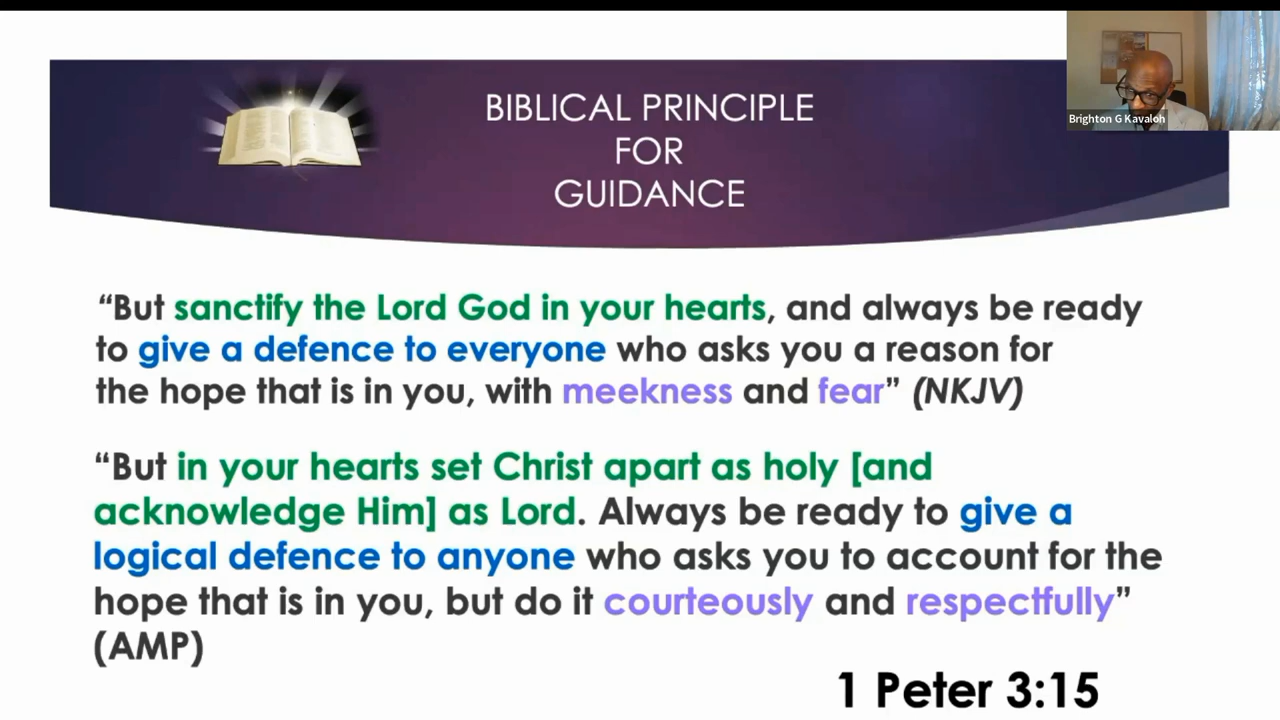 BIBLICAL PRINCIPLE
FOR
GUIDANCE
Brighton G Kavaloh
“But sanctify the Lord God in your hearts, and always be ready
to give a defence to everyone who asks you a reason for
the hope that is in you, with meekness and fear” (NKJV)
“But in your hearts set Christ apart as holy [and
acknowledge Him] as Lord. Always be ready to give a
logical defence to anyone who asks you to account for the
hope that is in you, but do it courteously and respectfully”
(AMP)
1 Peter 3:15